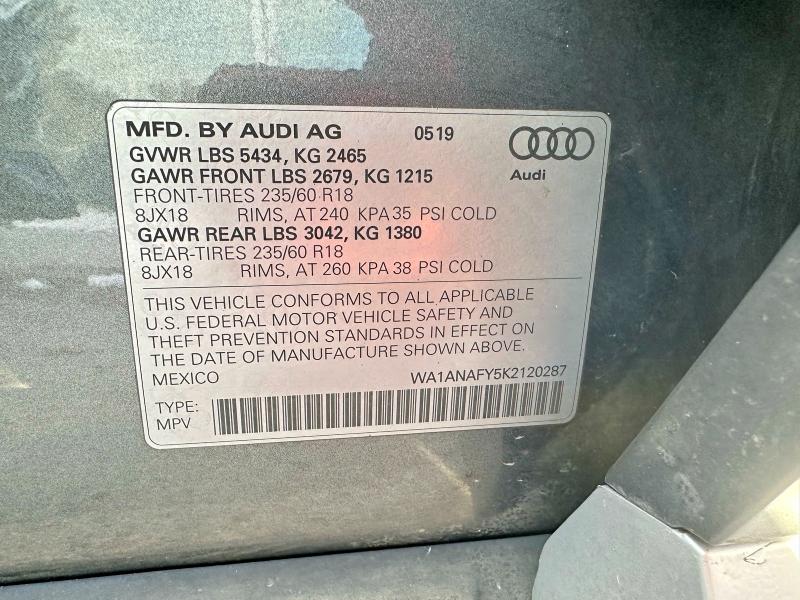 MFD. BY AUDI AG 0519
GVWR LBS 5434, KG 2465
GAWR FRONT LBS 2679, KG 1215
FRONT-TIRES 235/60 R18
8JX18 RIMS, AT 240 KPA 35 PSI COLD
GAWR REAR LBS 3042, KG 1380
REAR-TIRES 235/60 R18
8JX18 RIMS, AT 260 KPA 38 PSI COLD
Audi
THIS VEHICLE CONFORMS TO ALL APPLICABLE
U.S. FEDERAL MOTOR VEHICLE SAFETY AND
THEFT PREVENTION STANDARDS IN EFFECT ON
THE DATE OF MANUFACTURE SHOWN ABOVE.
MEXICO WA1ANAFY5K2120287
TYPE:
MPV